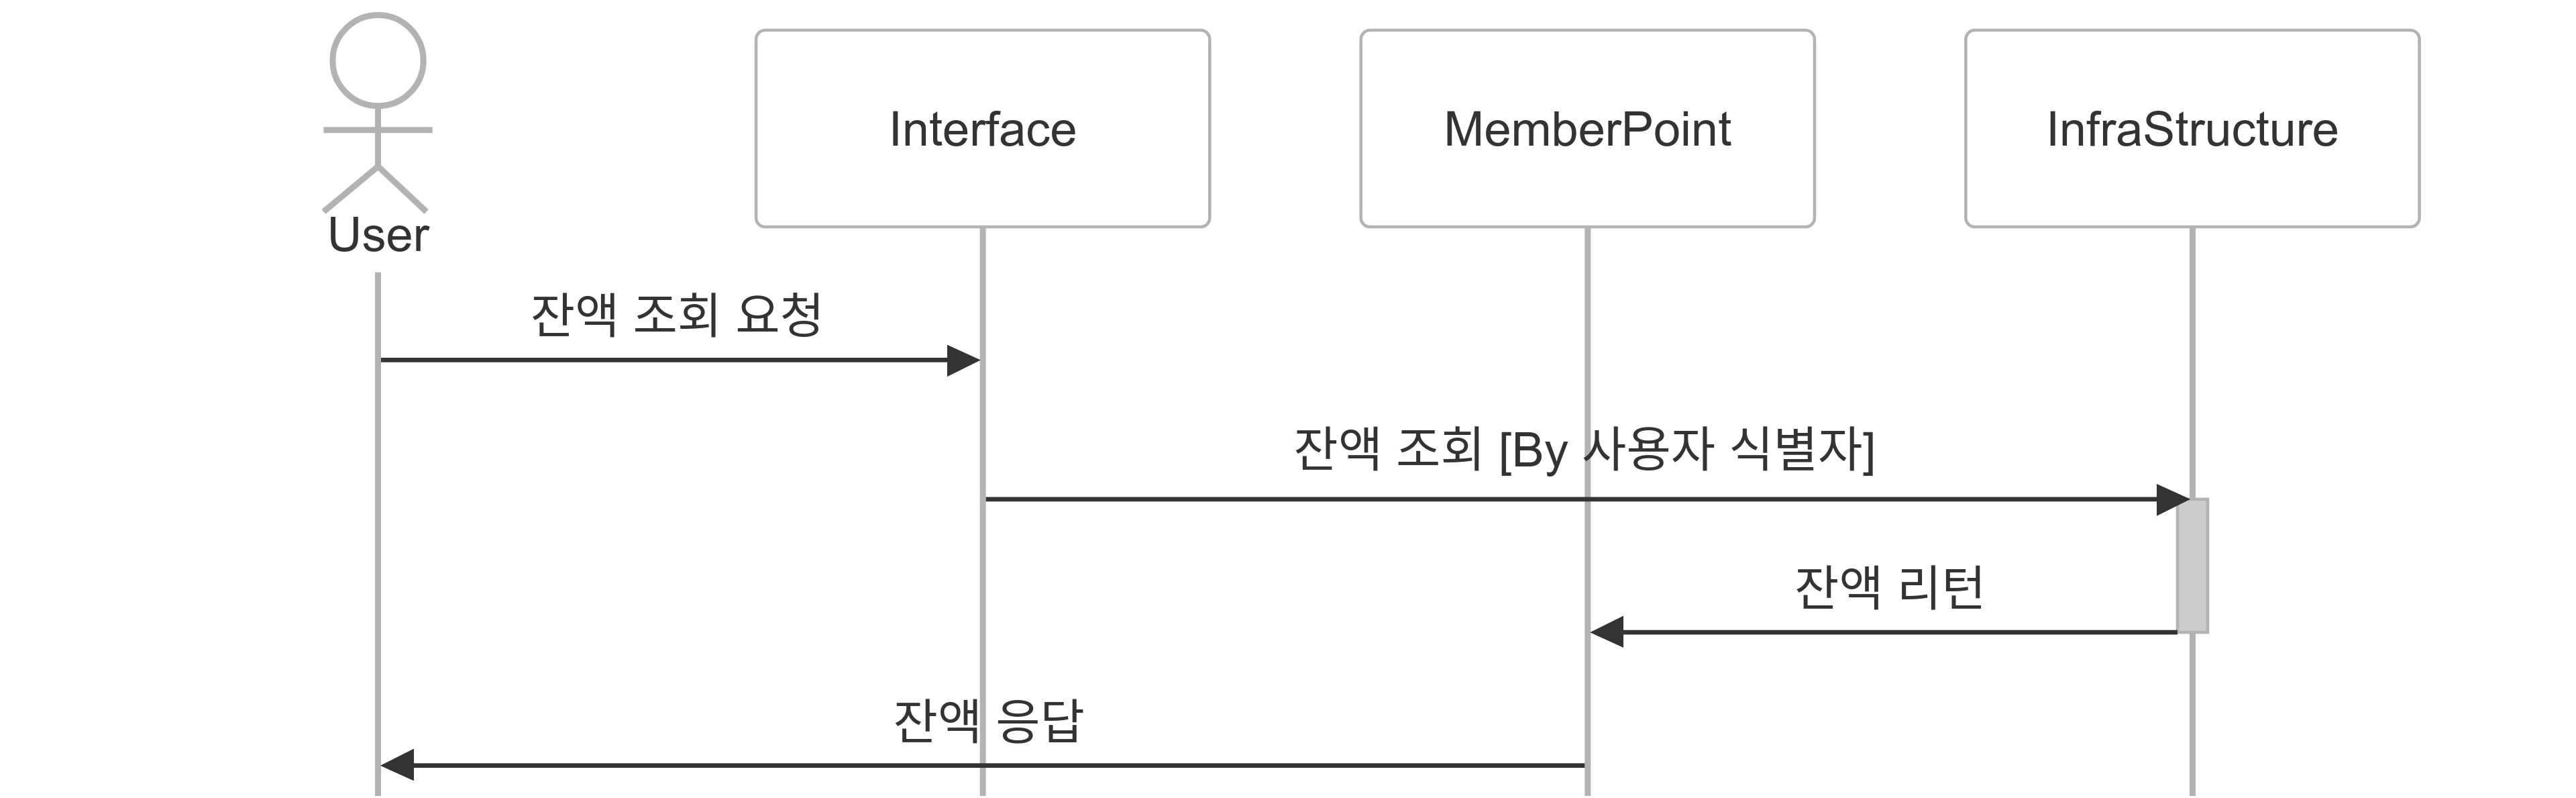 User
Interface
MemberPoint
InfraStructure
잔액 조회 요청
잔액 조회 [By 사용자 식별자]
잔액 리턴
잔액 응답